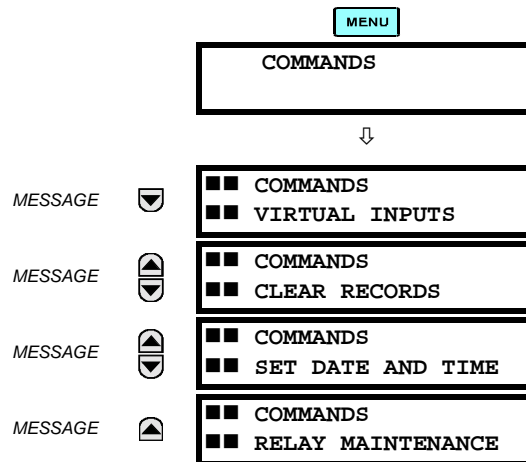 MENU
COMMANDS
MESSAGE
COMMANDS
VIRTUAL INPUTS
MESSAGE
COMMANDS
CLEAR RECORDS
MESSAGE
COMMANDS
SET DATE AND TIME
MESSAGE
COMMANDS
RELAY MAINTENANCE